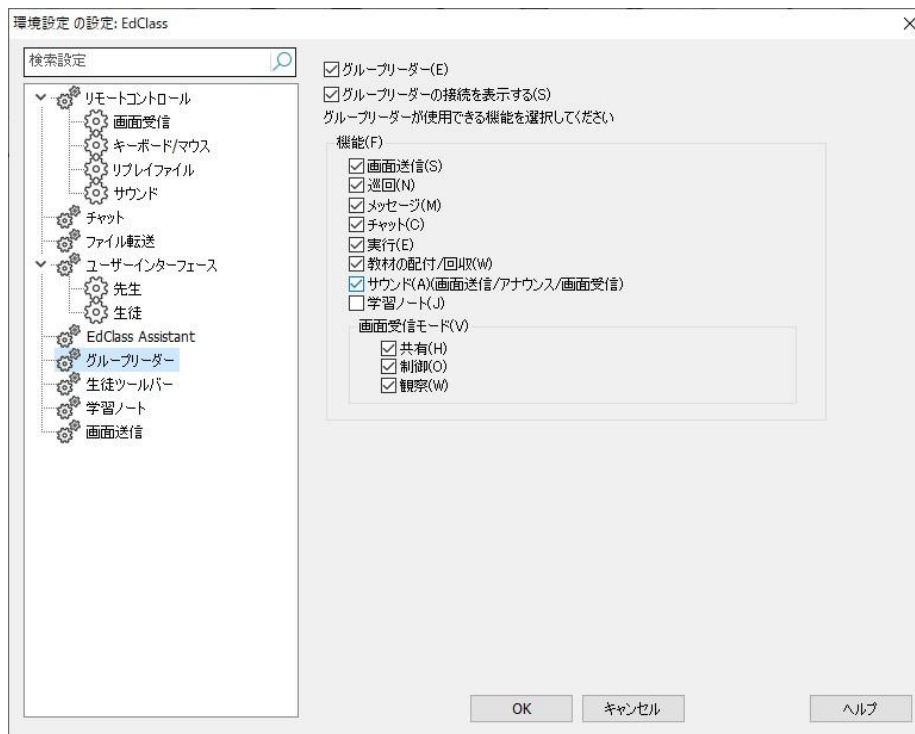 環境設定 の設定: EdClass
検索設定
リモートコントロール
画面受信
キーボード/マウス
リプレイファイル
サウンド
チャット
ファイル転送
ユーザーインターフェース
先生
生徒
EdClass Assistant
グループリーダー
生徒ツールバー
学習ノート
画面送信
グループリーダー(E)
グループリーダーの接続を表示する(S)
グループリーダーが使用できる機能を選択してください
機能(F)
画面送信(S)
巡回(N)
メッセージ(M)
チャット(C)
実行(E)
教材の配付/回収(W)
サウンド(A)(画面送信/アナウンス/画面受信)
学習ノート(J)
画面受信モード(V)
共有(H)
制御(O)
観察(W)
OK
キャンセル
ヘルプ